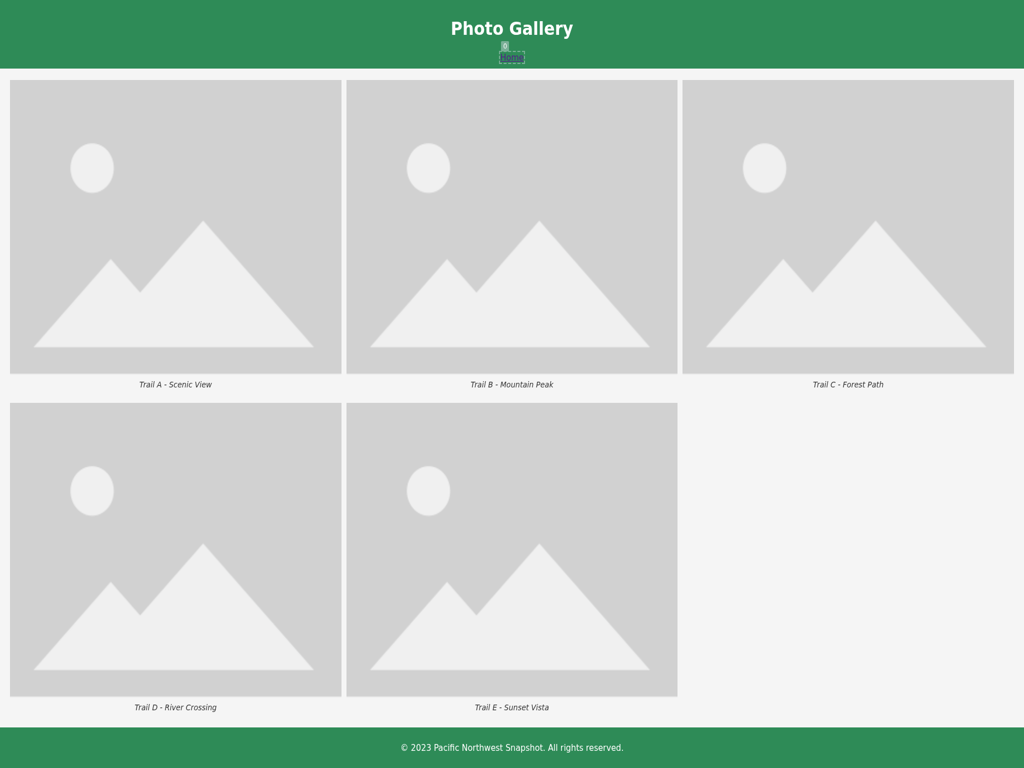 Photo Gallery
0
Home
Trail A - Scenic View
Trail B - Mountain Peak
Trail C - Forest Path
Trail D - River Crossing
Trail E - Sunset Vista
© 2023 Pacific Northwest Snapshot. All rights reserved.